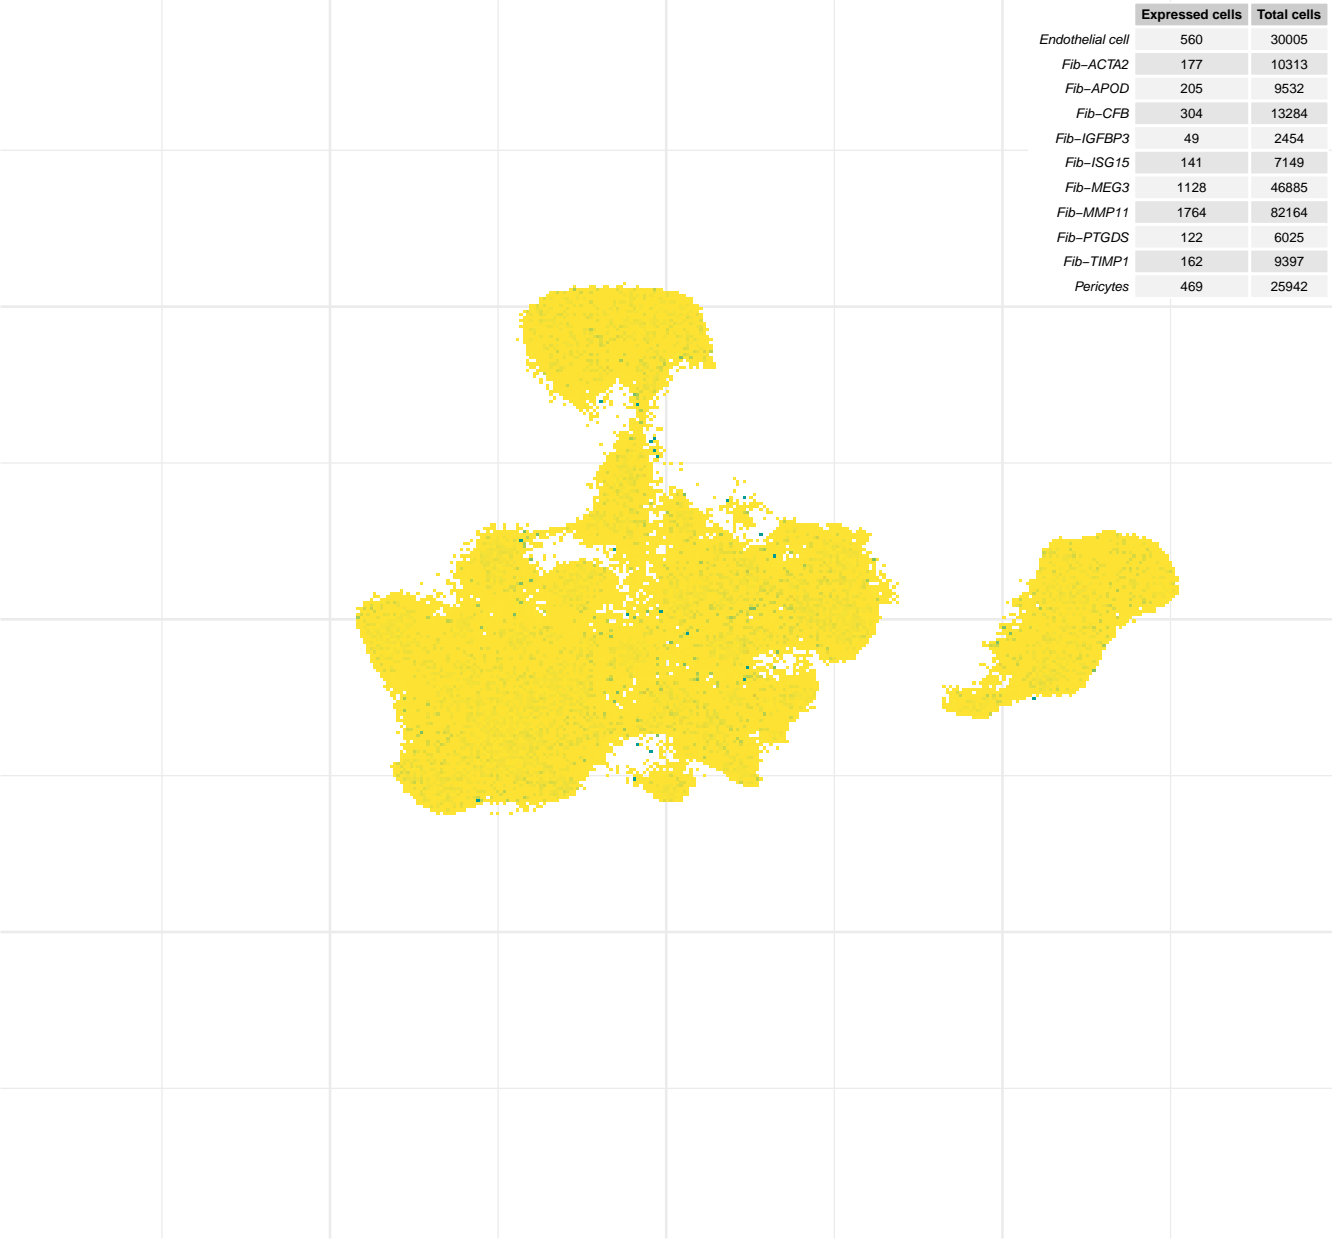 Expressed cells Total cells
Endothelial cell 560 30005
Fib−ACTA2 177 10313
Fib−APOD 205 9532
Fib−CFB 304 13284
Fib−IGFBP3 49 2454
Fib−ISG15 141 7149
Fib−MEG3 1128 46885
Fib−MMP11 1764 82164
Fib−PTGDS 122 6025
Fib−TIMP1 162 9397
Pericytes 469 25942